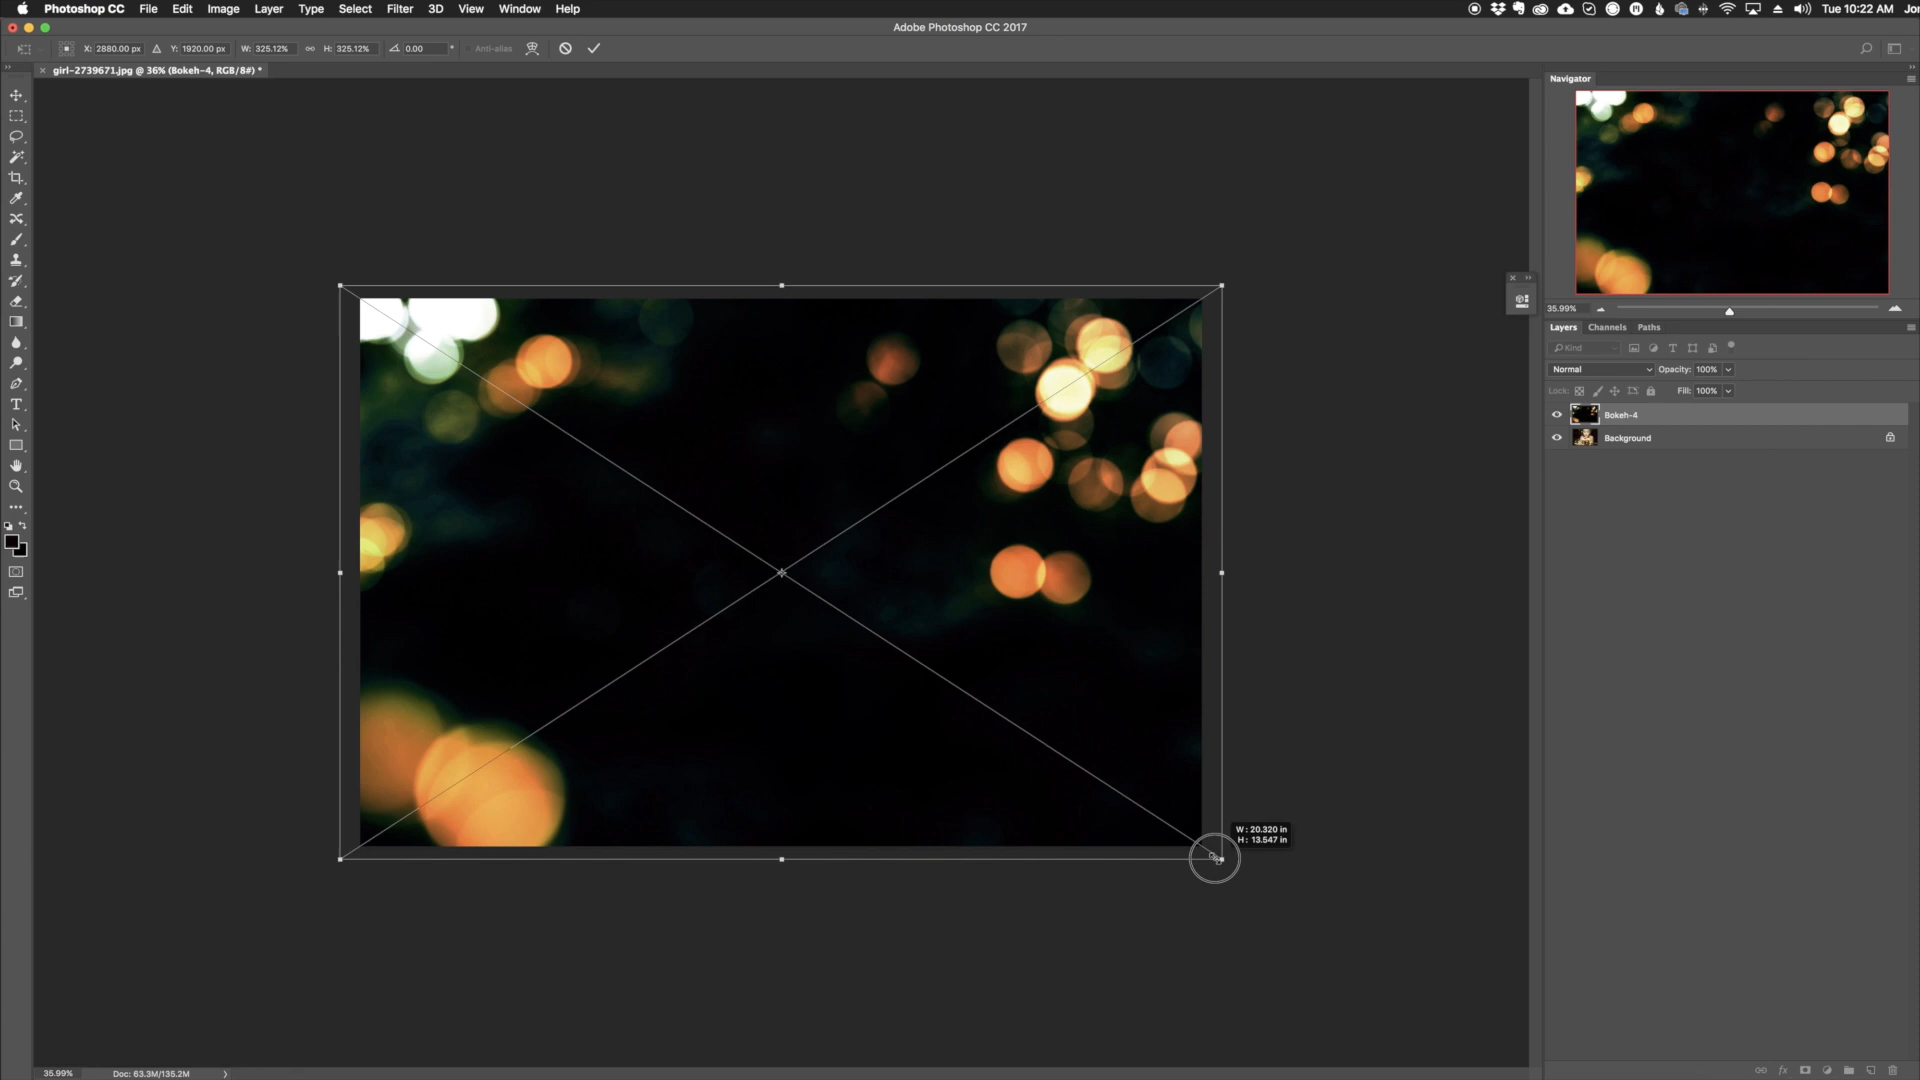 Photoshop CC File Edit Image Layer Type Select Filter 3D View Window Help Tue 10:22 AM Jon
Adobe Photoshop CC 2017
X: 2880.00 px Y: 1920.00 px W: 325.12% H: 325.12% 0.00 ° Anti-alias
girl-2739671.jpg @ 36% (Bokeh-4, RGB/8#) *
Navigator
35.99%
Layers Channels Paths
Kind
Normal Opacity: 100%
Lock: Fill: 100%
Bokeh-4
Background
W: 20.320 in
H: 13.547 in
35.99% Doc: 63.3M/135.2M